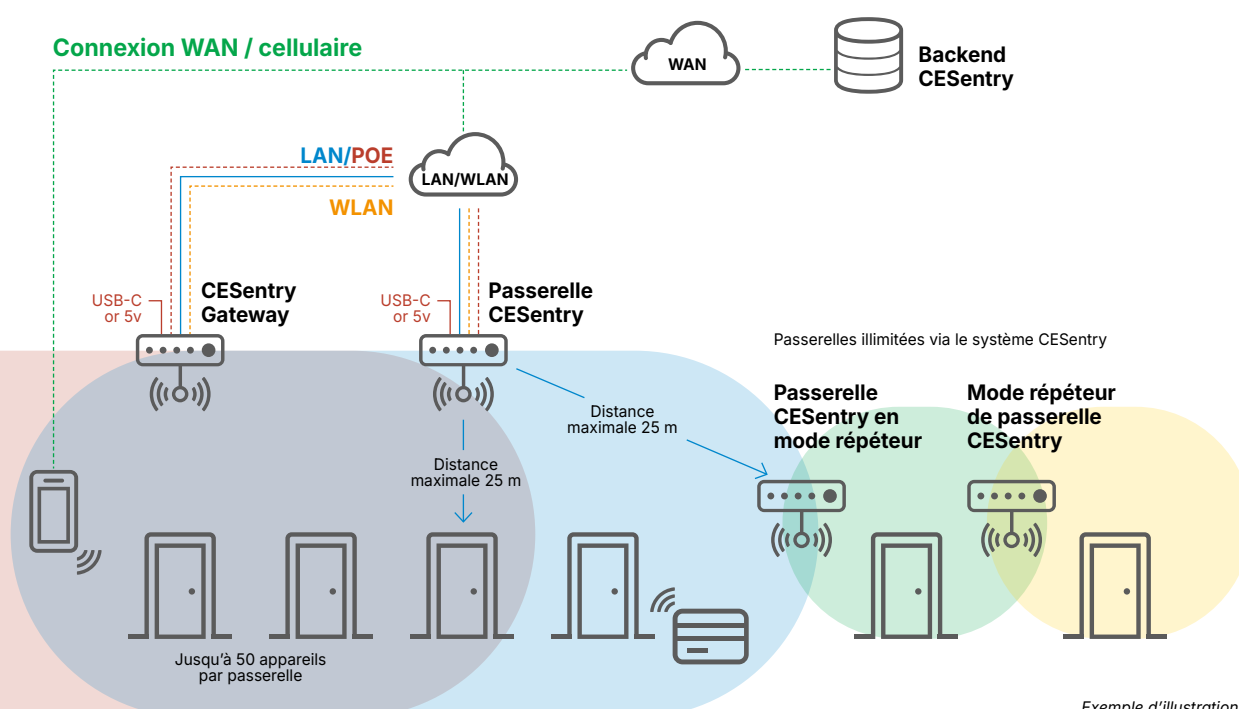 Connexion WAN / cellulaire
WAN
Backend
CESentry
LAN/POE
LAN/WLAN
WLAN
USB-C
or 5v
CESentry
Gateway
USB-C
or 5v
Passerelle
CESentry
Passerelles illimitées via le système CESentry
Distance
maximale 25 m
Passerelle
CESentry en
mode répéteur
Mode répéteur
de passerelle
CESentry
Distance
maximale 25 m
Jusqu'à 50 appareils
par passerelle
Exemple d'illustration